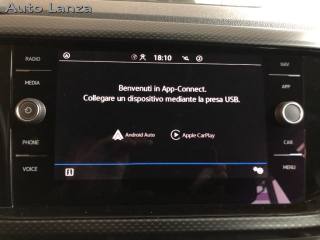 Auto Lanza
RADIO
MEDIA
PHONE
VOICE
18:10
Benvenuti in App-Connect.
Collegare un dispositivo mediante la presa USB.
Android Auto
Apple CarPlay
NAV
APP
CAR
MENU